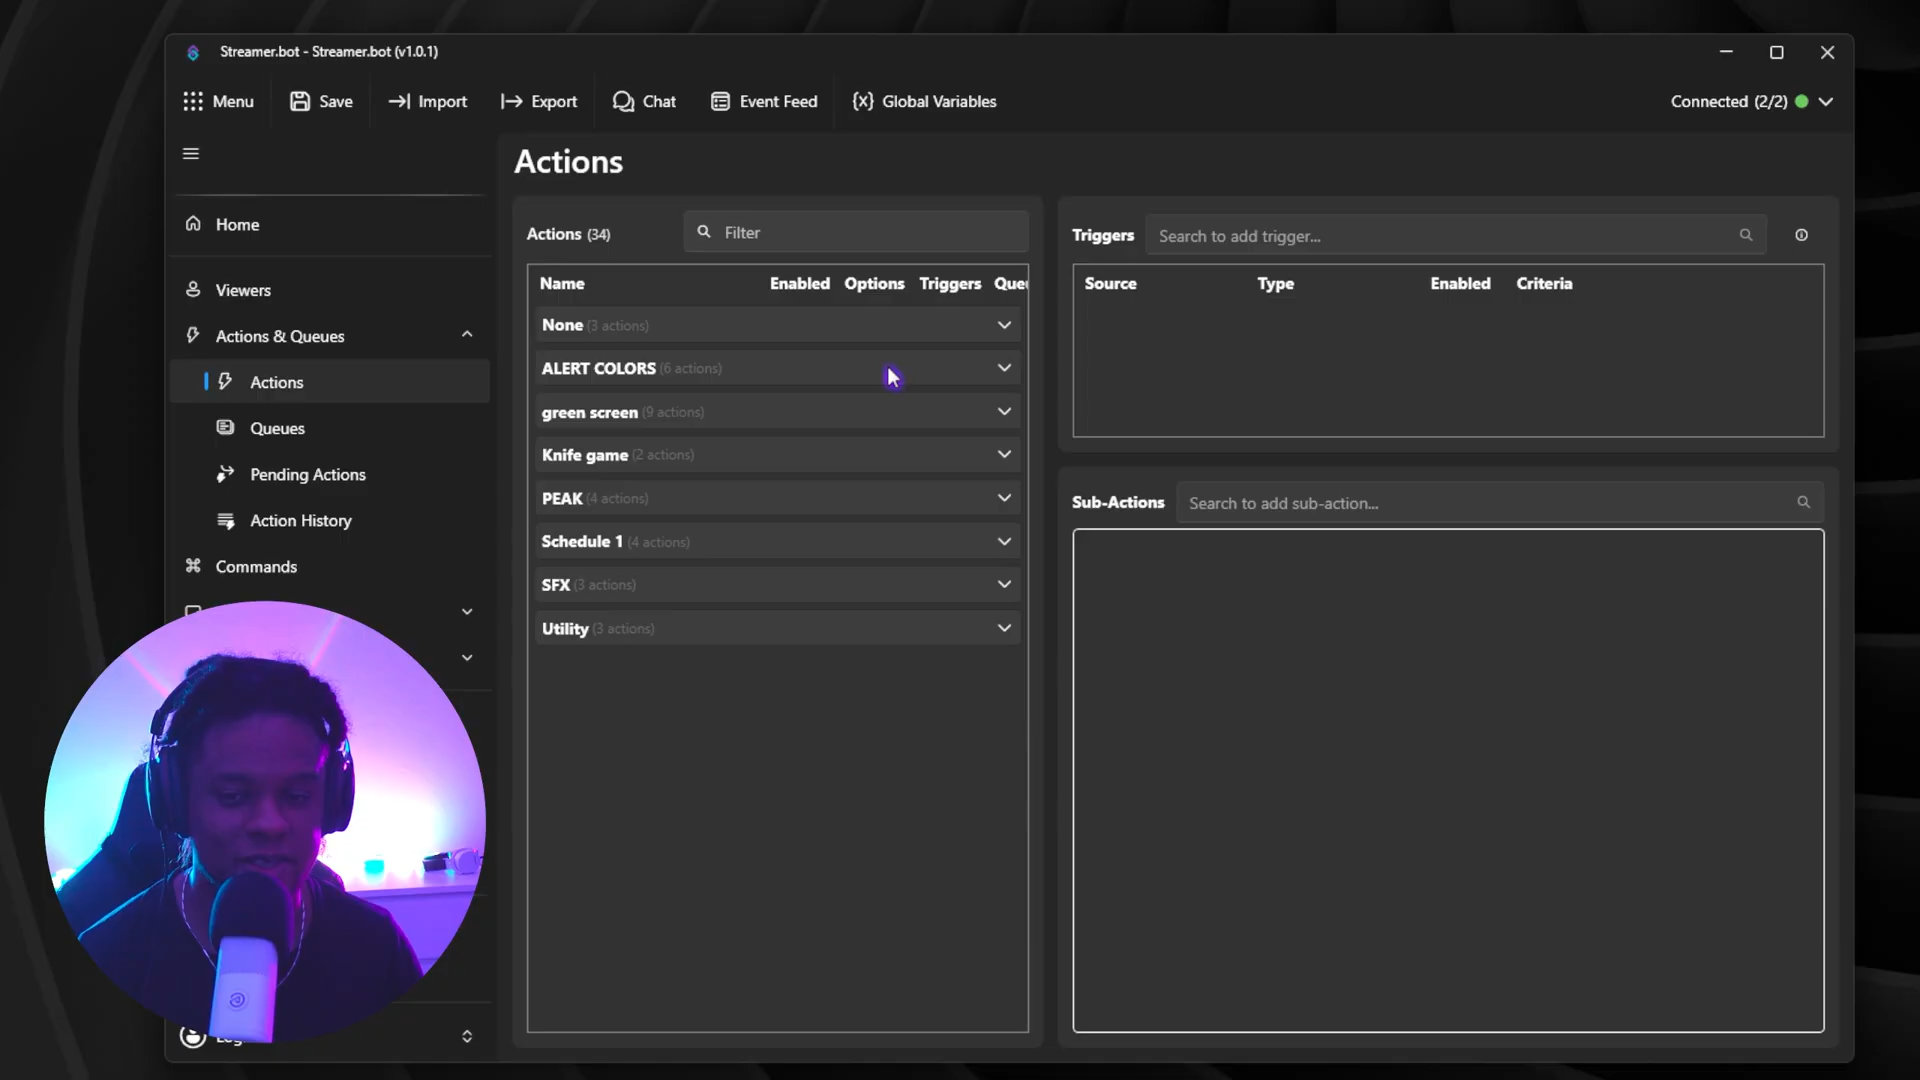 Streamer.bot - Streamer.bot (v1.0.1)
Menu
Save
Import
Export
Chat
Event Feed
Global Variables
Connected (2/2)
Actions
Home
Viewers
Actions & Queues
Actions
Queues
Pending Actions
Action History
Commands
Actions (34)
Filter
Name Enabled Options Triggers
None (3 actions)
ALERT COLORS (6 actions)
green screen (9 actions)
Knife game (2 actions)
PEAK (4 actions)
Schedule 1 (4 actions)
SFX (3 actions)
Utility (3 actions)
Triggers
Search to add trigger...
Source Type Enabled Criteria
Sub-Actions
Search to add sub-action...